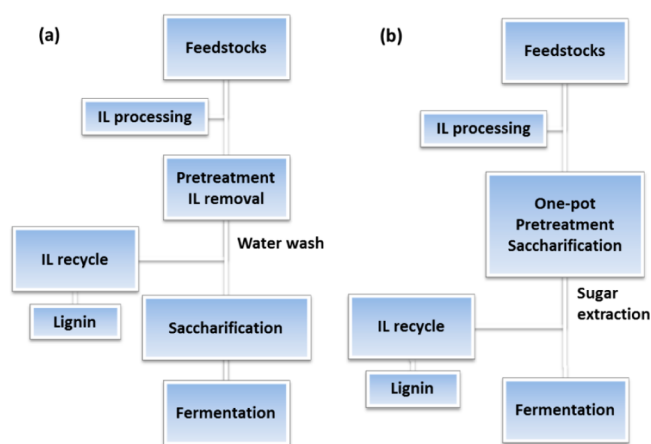 (a)
Feedstocks
IL processing
Pretreatment
IL removal
Water wash
IL recycle
Lignin
Saccharification
Fermentation
(b)
Feedstocks
IL processing
One-pot
Pretreatment
Saccharification
Sugar
extraction
IL recycle
Lignin
Fermentation